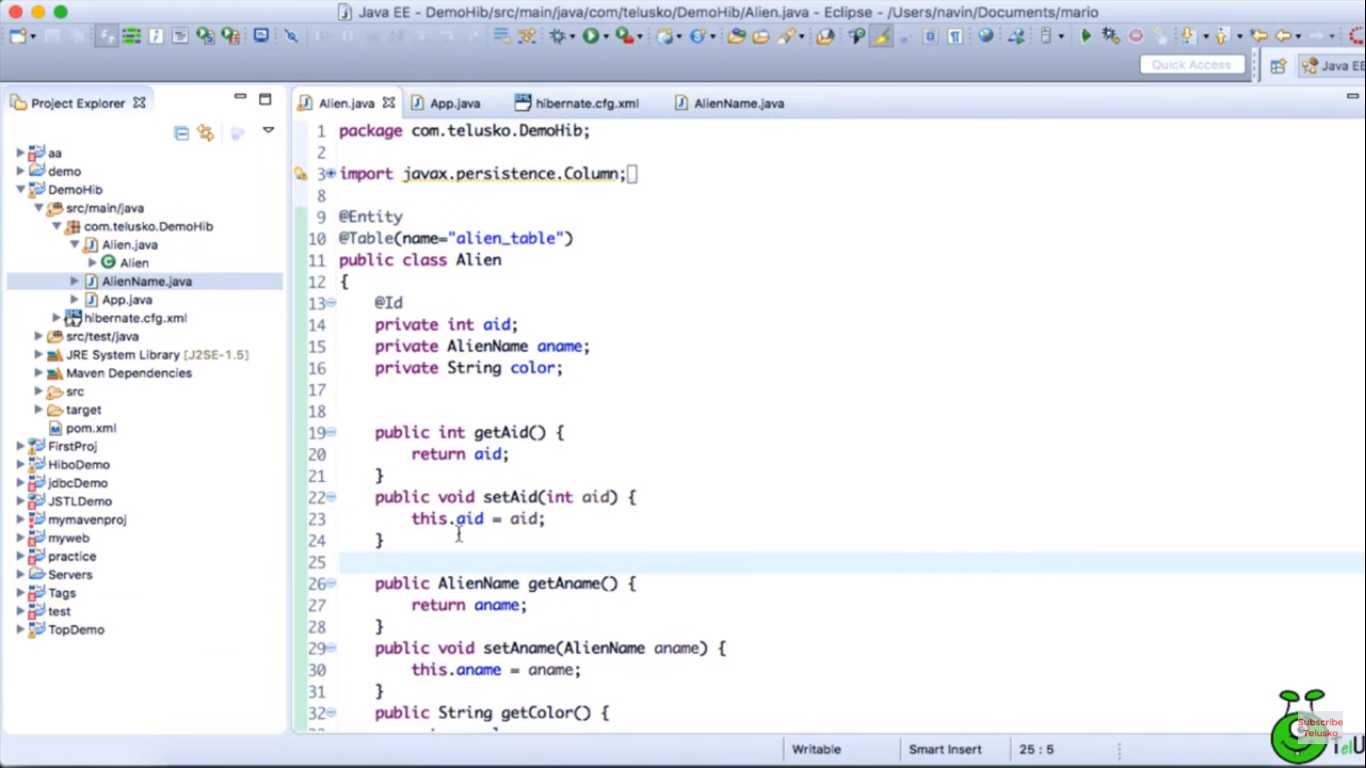 Java EE - DemoHib/src/main/java/com/telusko/DemoHib/Alien.java - Eclipse - /Users/navin/Documents/mario
Quick Access
Java EE
Project Explorer
Alien.java
App.java
hibernate.cfg.xml
AlienName.java
aa
demo
DemoHib
src/main/java
com.telusko.DemoHib
Alien.java
Alien
AlienName.java
App.java
hibernate.cfg.xml
src/test/java
JRE System Library [J2SE-1.5]
Maven Dependencies
src
target
pom.xml
FirstProj
HiboDemo
jdbcDemo
JSTLDemo
mymavenproj
myweb
practice
Servers
Tags
test
TopDemo
1 package com.telusko.DemoHib;
2
3 import javax.persistence.Column;
8
9 @Entity
10 @Table(name="alien_table")
11 public class Alien
12 {
13 @Id
14 private int aid;
15 private AlienName aname;
16 private String color;
17
18
19 public int getAid() {
20 return aid;
21 }
22 public void setAid(int aid) {
23 this.aid = aid;
24 }
25
26 public AlienName getAname() {
27 return aname;
28 }
29 public void setAname(AlienName aname) {
30 this.aname = aname;
31 }
32 public String getColor() {
Writable
Smart Insert
25 : 5
Subscribe
Telusko